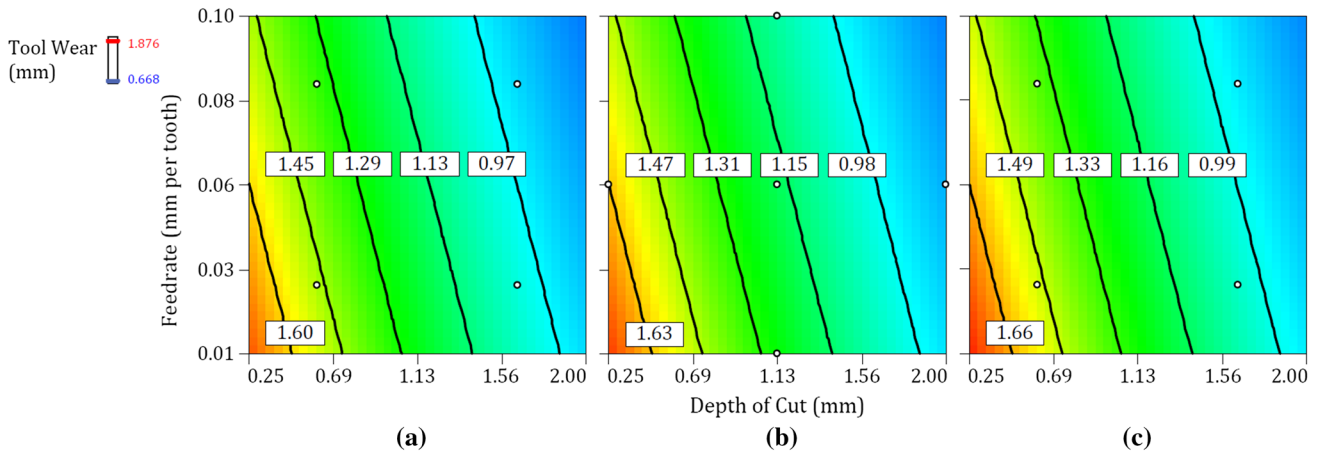 Tool Wear
(mm)
1.876
0.668
Feedrate (mm per tooth)
0.10
0.08
0.06
0.03
0.01
1.45 1.29 1.13 0.97
1.60
1.47 1.31 1.15 0.98
1.63
1.49 1.33 1.16 0.99
1.66
0.25 0.69 1.13 1.56 2.00
0.25 0.69 1.13 1.56 2.00
0.25 0.69 1.13 1.56 2.00
Depth of Cut (mm)
(a) (b) (c)